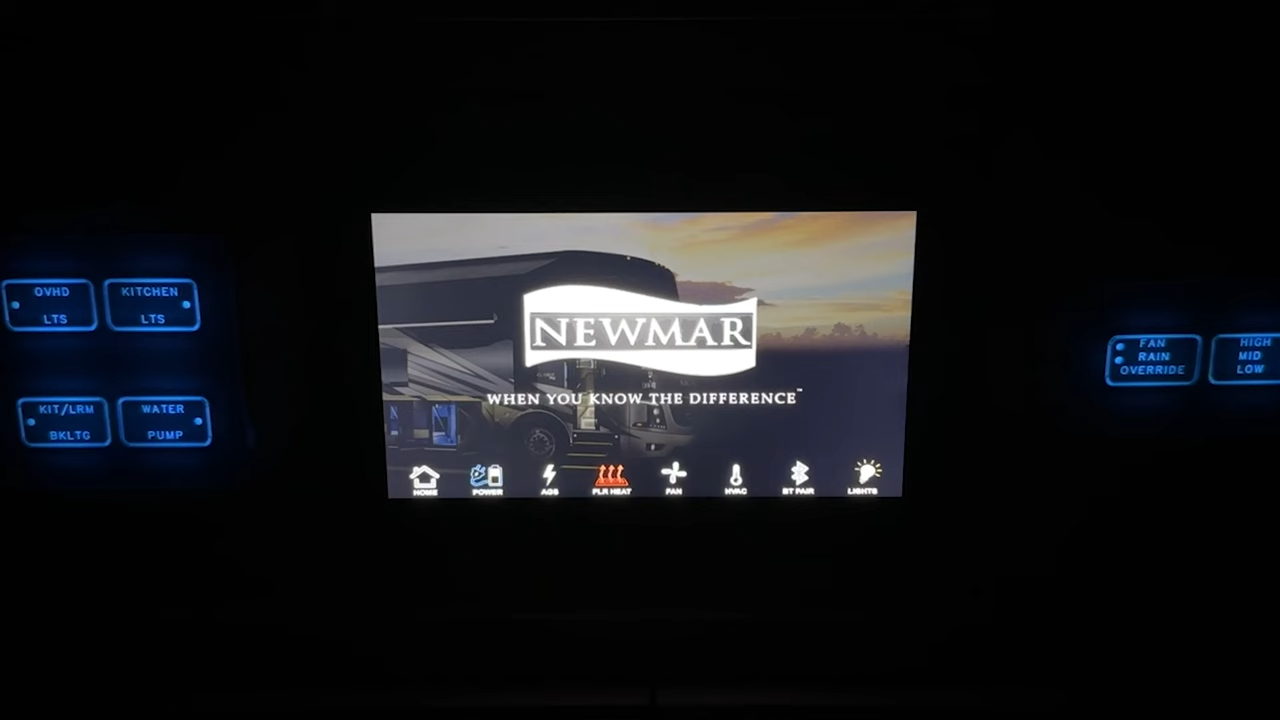 OVHD
LTS
KITCHEN
LTS
KIT/LRM
BKLTG
WATER
PUMP
NEWMAR
WHEN YOU KNOW THE DIFFERENCE™
HOME
POWER
AGS
FLR HEAT
FAN
HVAC
BT PAIR
LIGHTS
FAN
RAIN
OVERRIDE
HIGH
MID
LOW